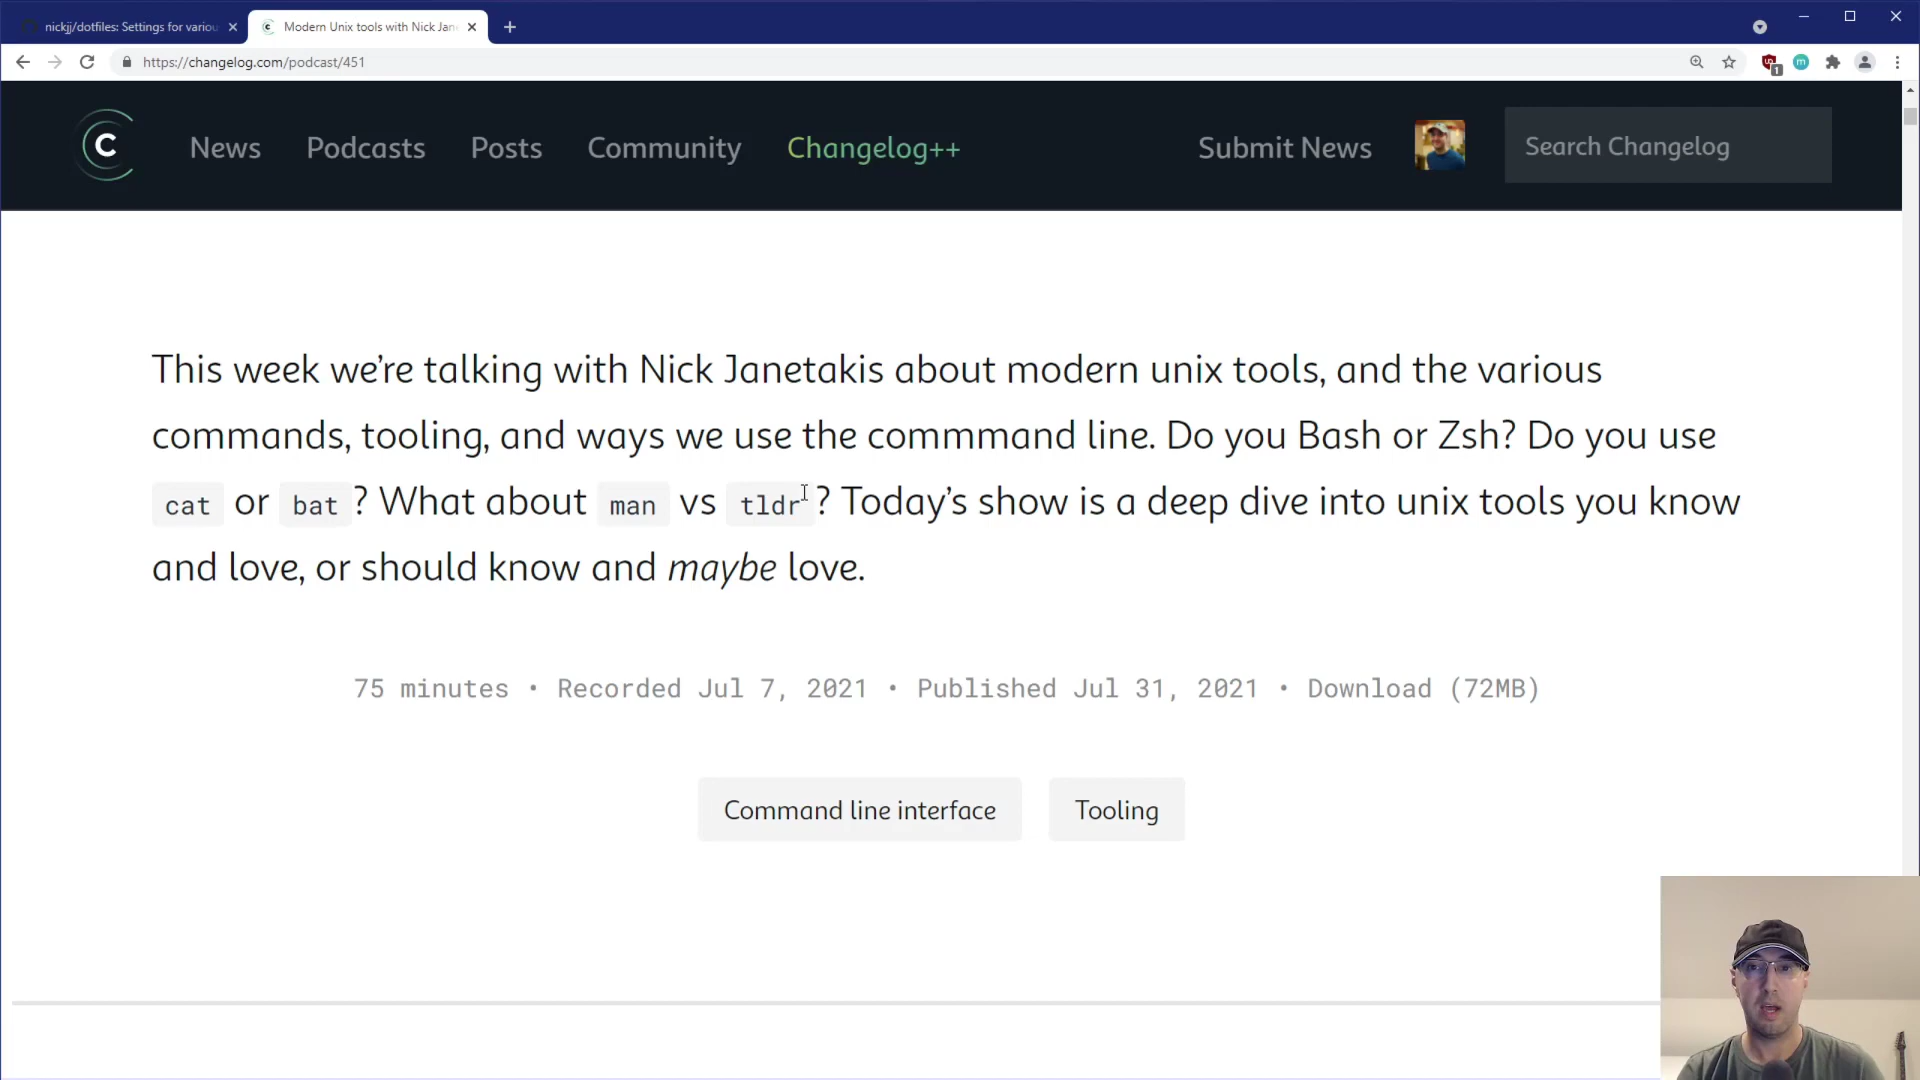 nickjj/dotfiles: Settings for variou
Modern Unix tools with Nick Jan
https://changelog.com/podcast/451
1
m
C
News
Podcasts
Posts
Community
Changelog++
Submit News
Search Changelog
This week we're talking with Nick Janetakis about modern unix tools, and the various
commands, tooling, and ways we use the commmand line. Do you Bash or Zsh? Do you use
cat or bat ? What about man vs tldr ? Today's show is a deep dive into unix tools you know
and love, or should know and maybe love.
75 minutes • Recorded Jul 7, 2021 • Published Jul 31, 2021 • Download (72MB)
Command line interface
Tooling